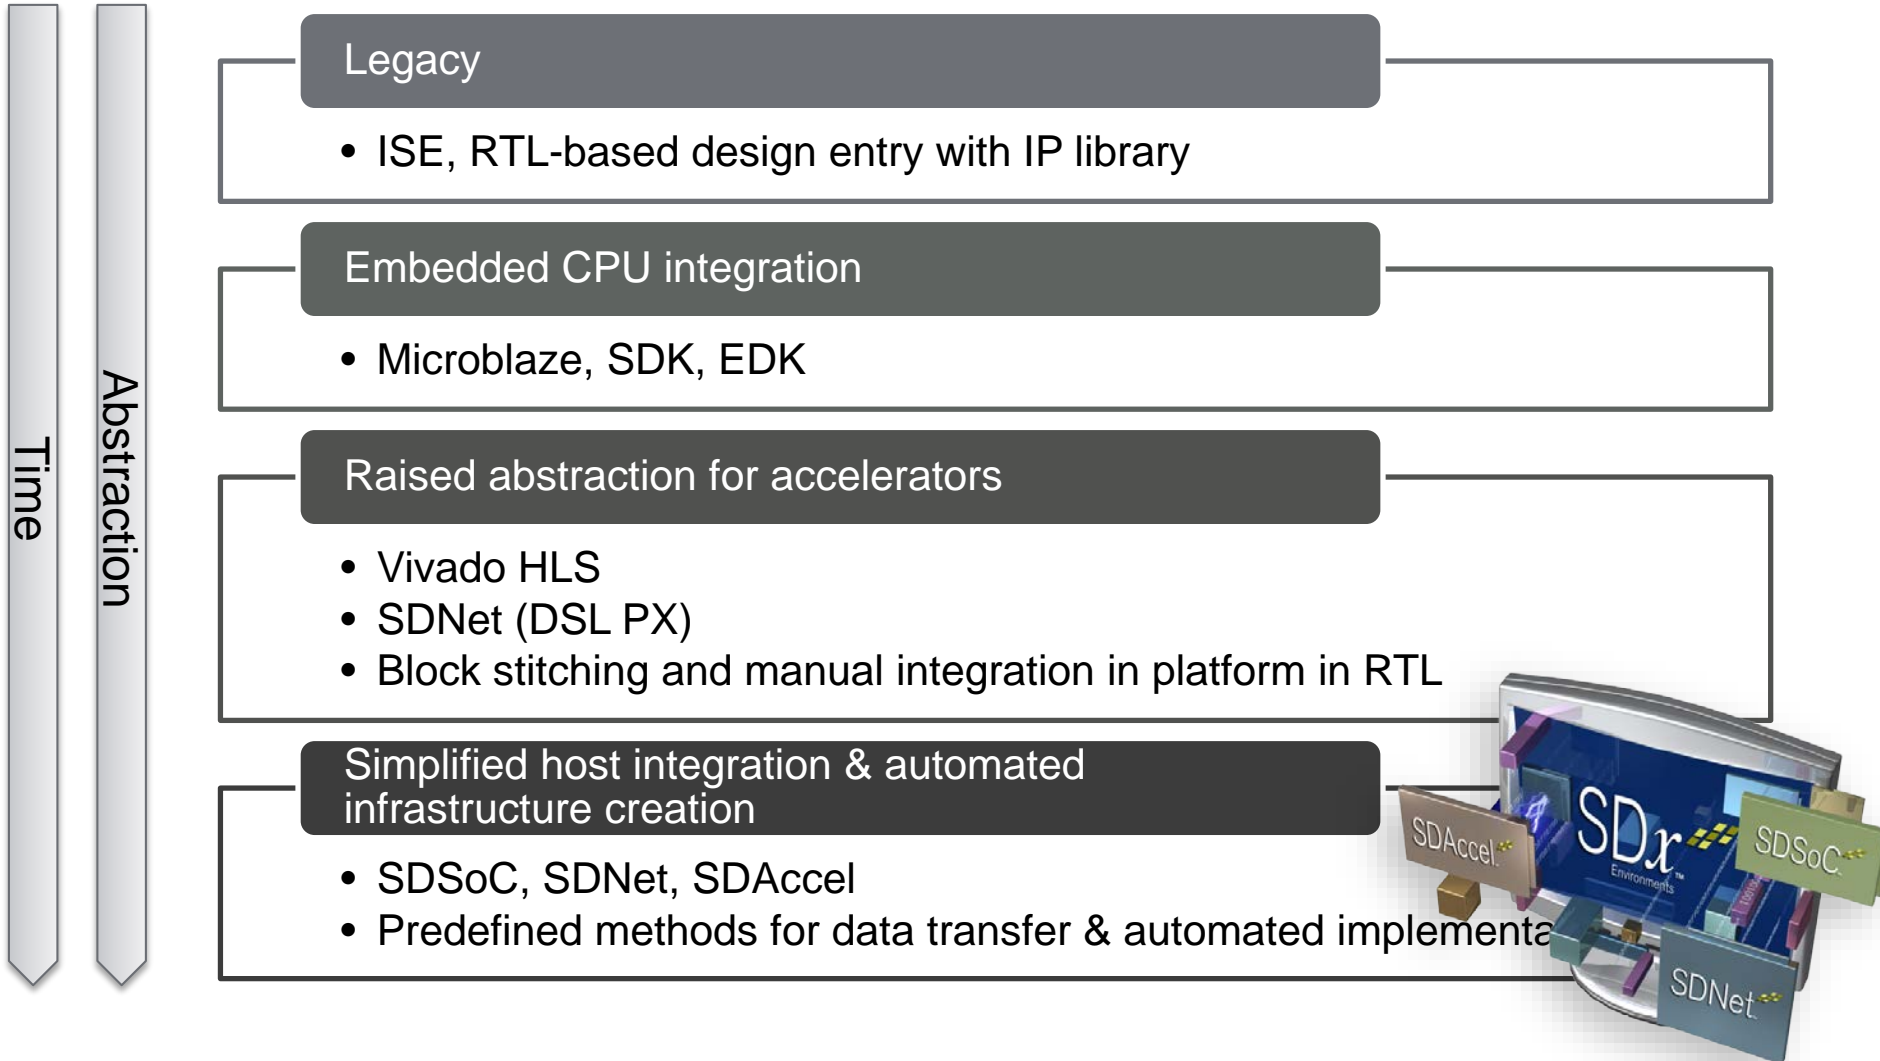 Time
Abstraction
Legacy
• ISE, RTL-based design entry with IP library
Embedded CPU integration
• Microblaze, SDK, EDK
Raised abstraction for accelerators
• Vivado HLS
• SDNet (DSL PX)
• Block stitching and manual integration in platform in RTL
Simplified host integration & automated
infrastructure creation
• SDSoC, SDNet, SDAccel
• Predefined methods for data transfer & automated
SDAccel
SDx
Environments™
SDSoC
SDNet